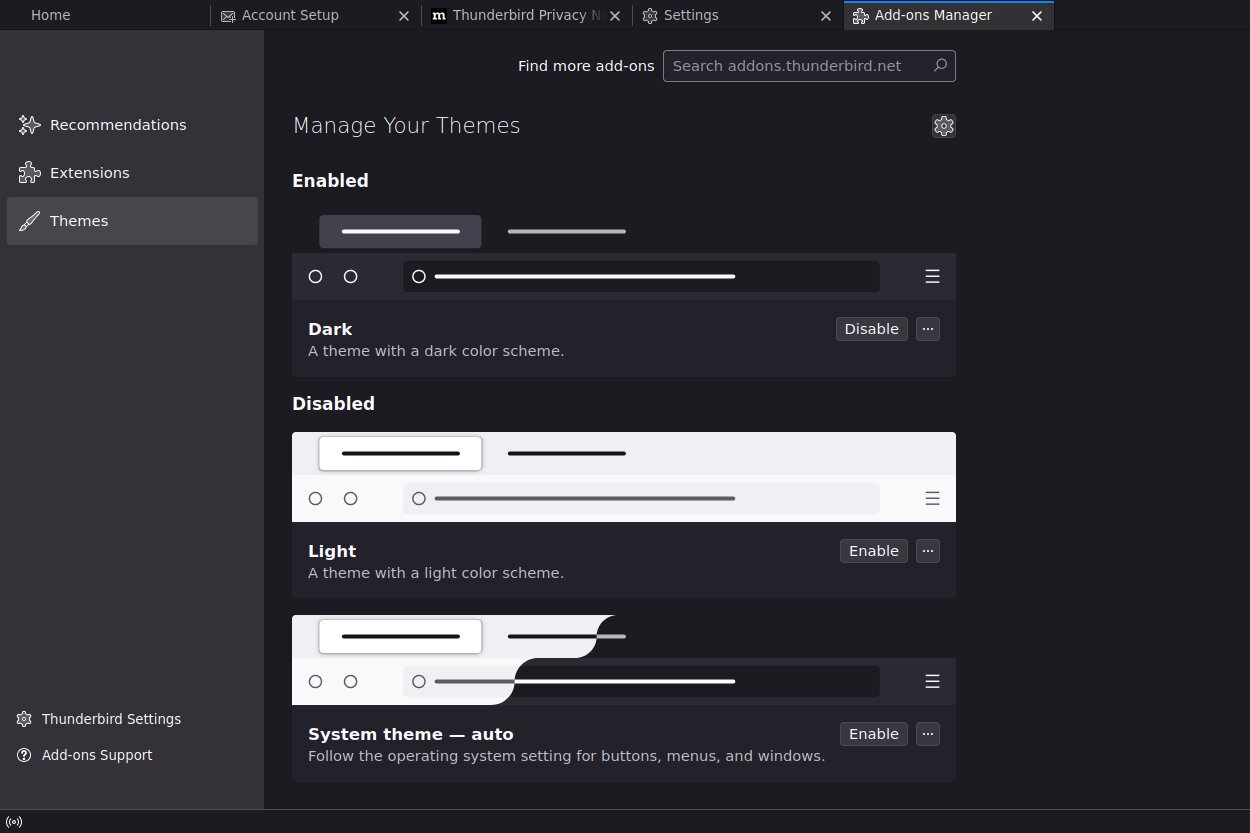 Home
Account Setup
m Thunderbird Privacy N
Settings
Add-ons Manager
Find more add-ons
Search addons.thunderbird.net
Recommendations
Extensions
Themes
Thunderbird Settings
Add-ons Support
Manage Your Themes
Enabled
Dark
Disable
...
A theme with a dark color scheme.
Disabled
Light
Enable
...
A theme with a light color scheme.
System theme — auto
Enable
...
Follow the operating system setting for buttons, menus, and windows.